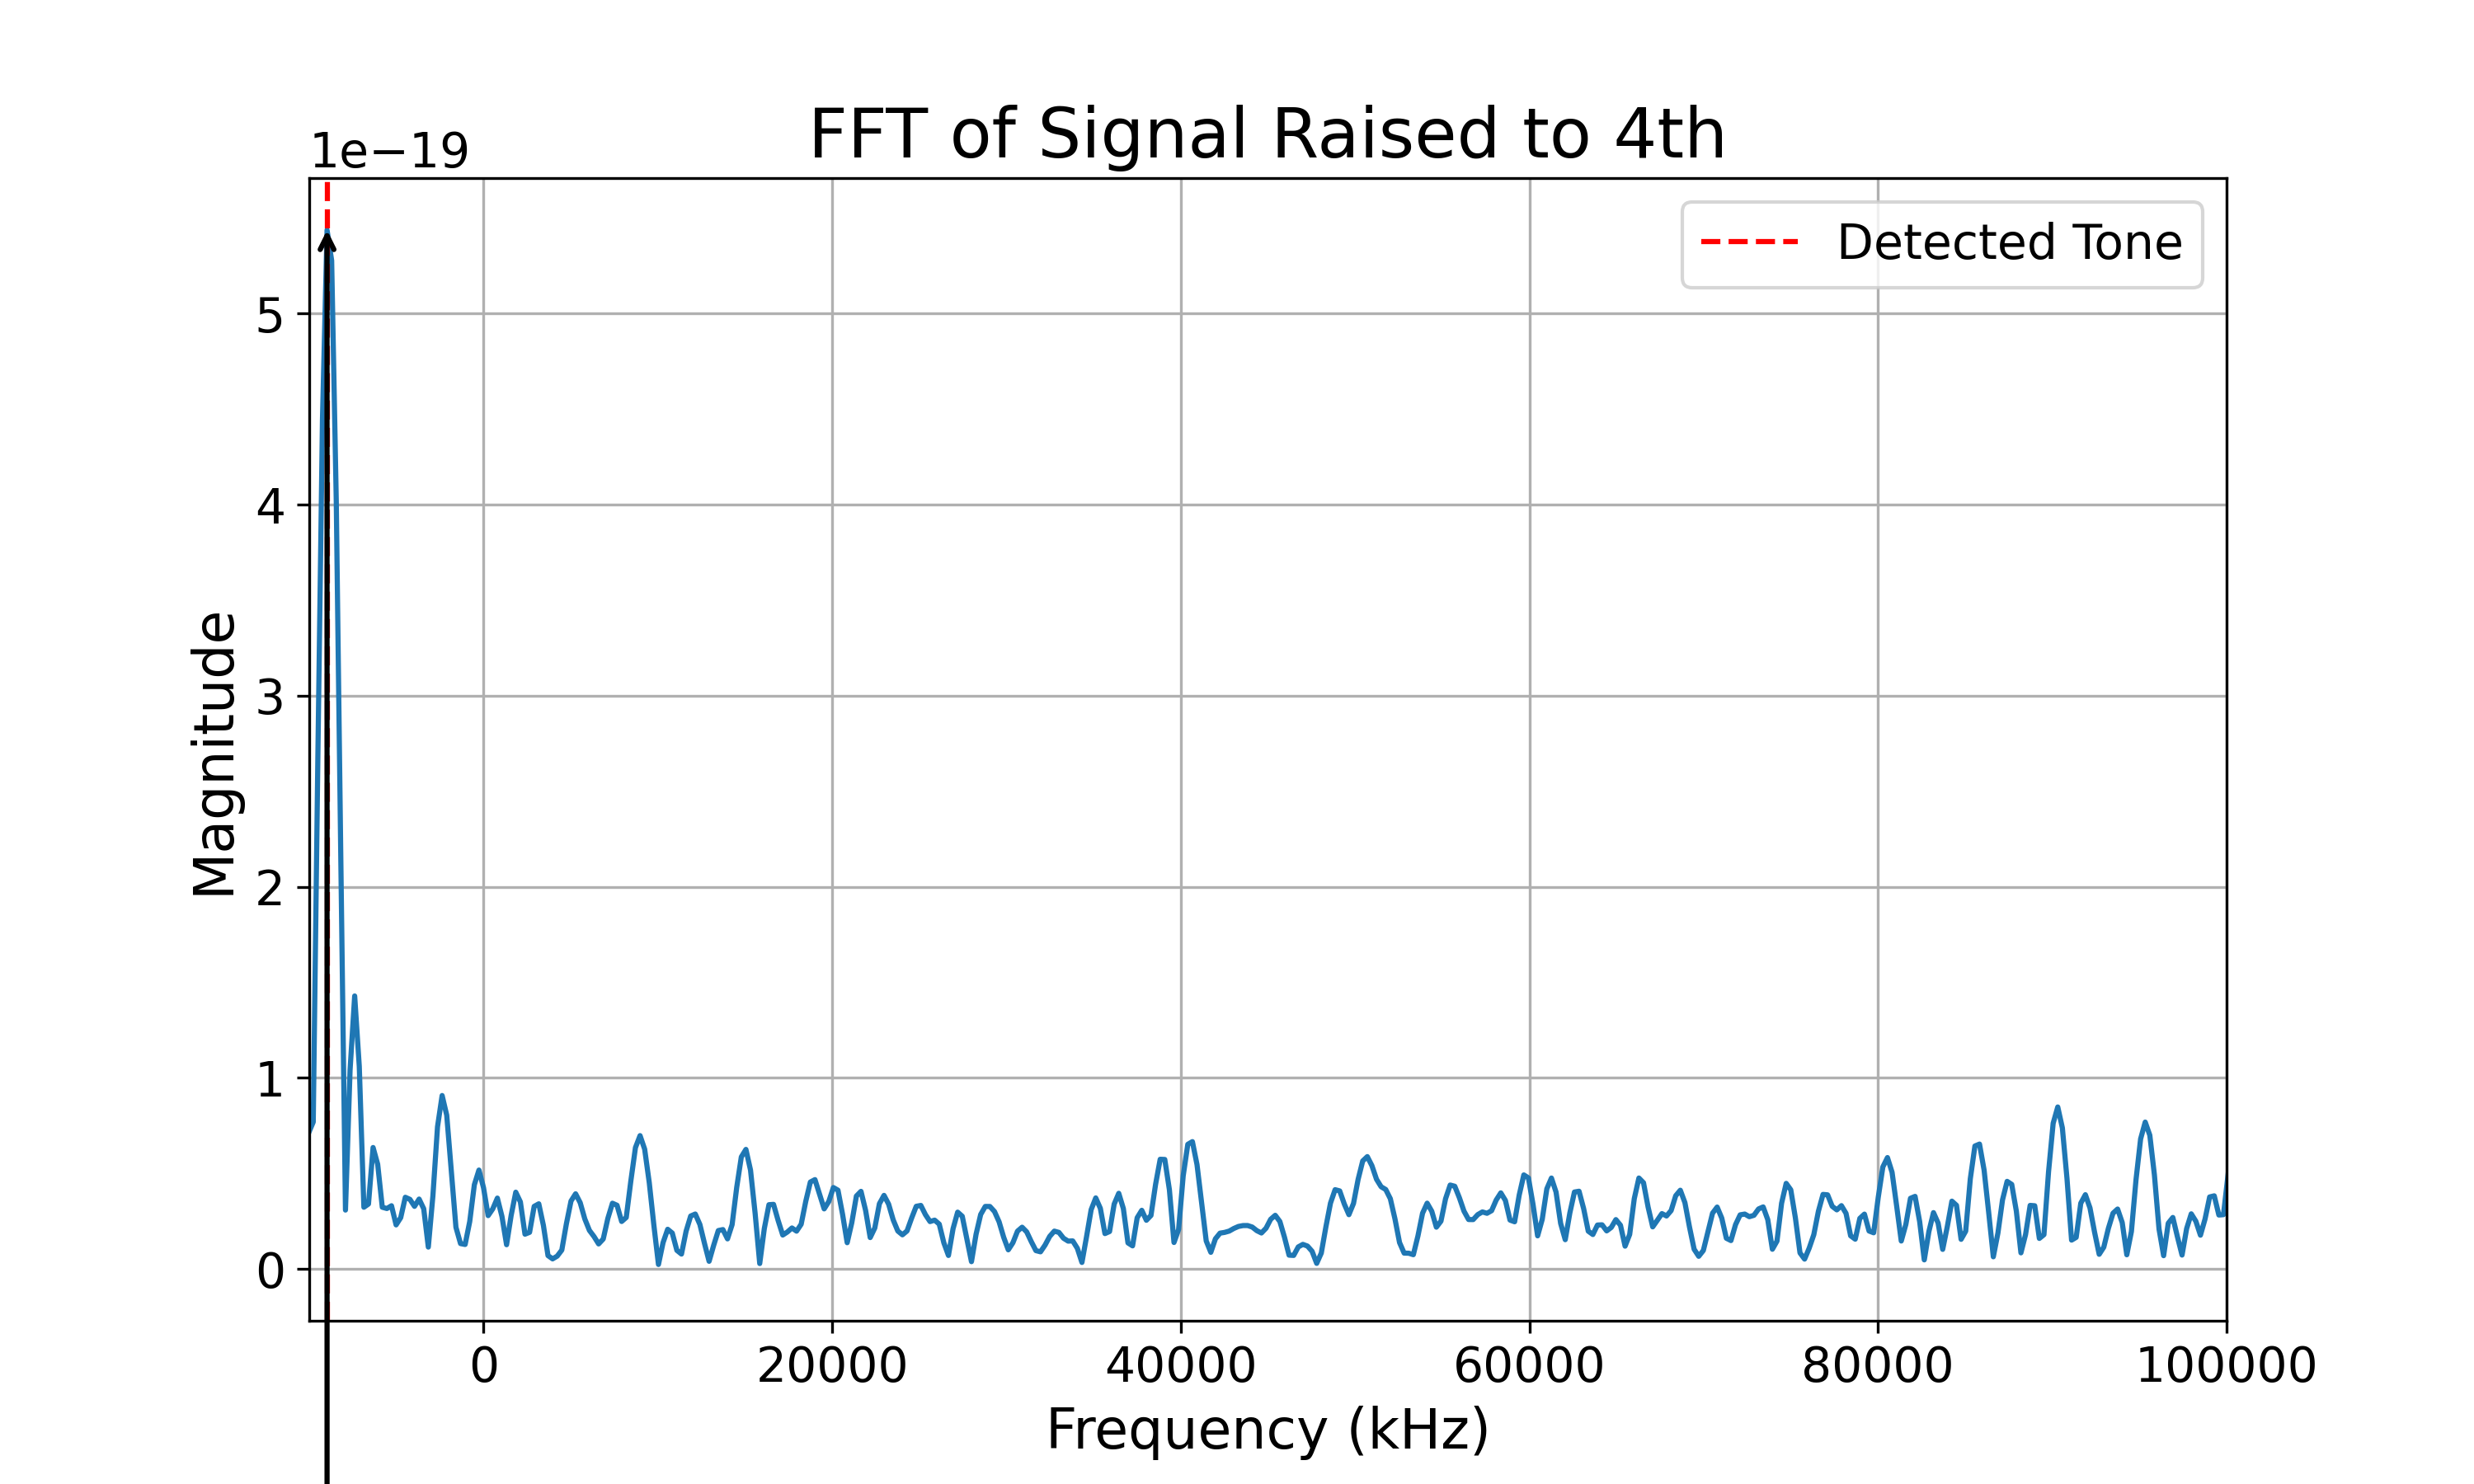 FFT of Signal Raised to 4th
1e−19
Detected Tone
5
4
3
2
1
0
Magnitude
0 20000 40000 60000 80000 100000
Frequency (kHz)